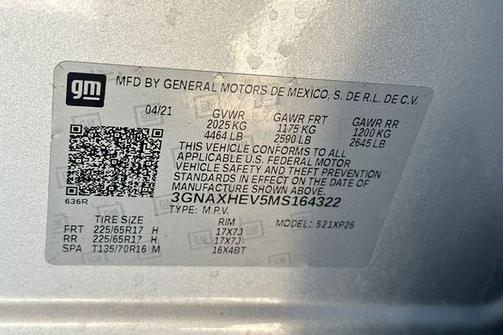 gm
MFD BY GENERAL MOTORS DE MEXICO, S. DE R.L. DE C.V.
04/21 GVWR GAWR FRT GAWR RR
2025 KG 1175 KG 1200 KG
4464 LB 2590 LB 2645 LB
THIS VEHICLE CONFORMS TO ALL
APPLICABLE U.S. FEDERAL MOTOR
VEHICLE SAFETY AND THEFT PREVENTION
STANDARDS IN EFFECT ON THE DATE OF
MANUFACTURE SHOWN ABOVE.
636R
3GNAXHEV5MS164322
TYPE: M.P.V. MODEL: 521XP26
TIRE SIZE RIM
FRT 225/65R17 H 17X7J
RR 225/65R17 H 17X7J
SPA T135/70R16 M 16X4BT